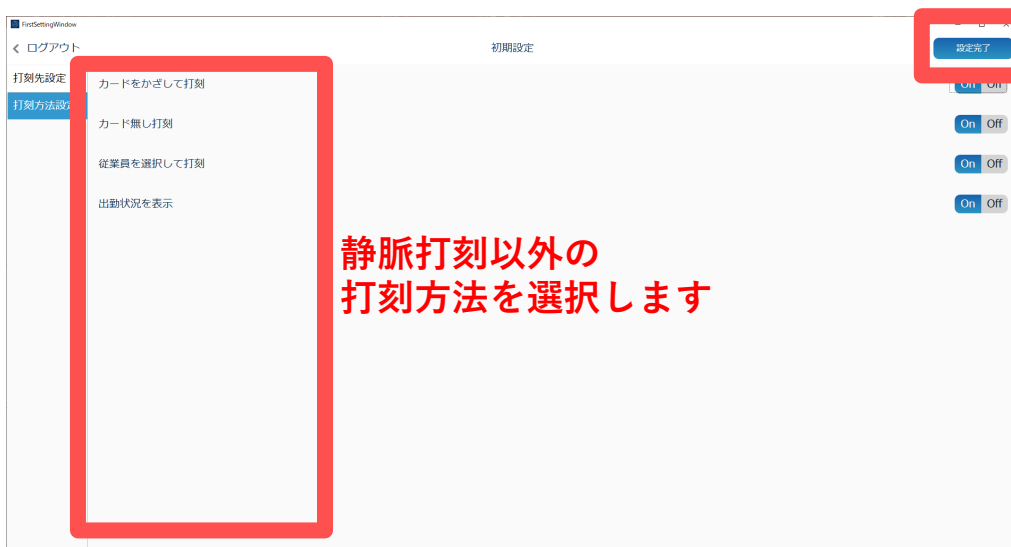 FirstSettingWindow
ログアウト
初期設定
設定完了
打刻先設定
カードをかざして打刻
On Off
打刻方法設定
カード無し打刻
On Off
従業員を選択して打刻
On Off
出勤状況を表示
On Off
静脈打刻以外の
打刻方法を選択します